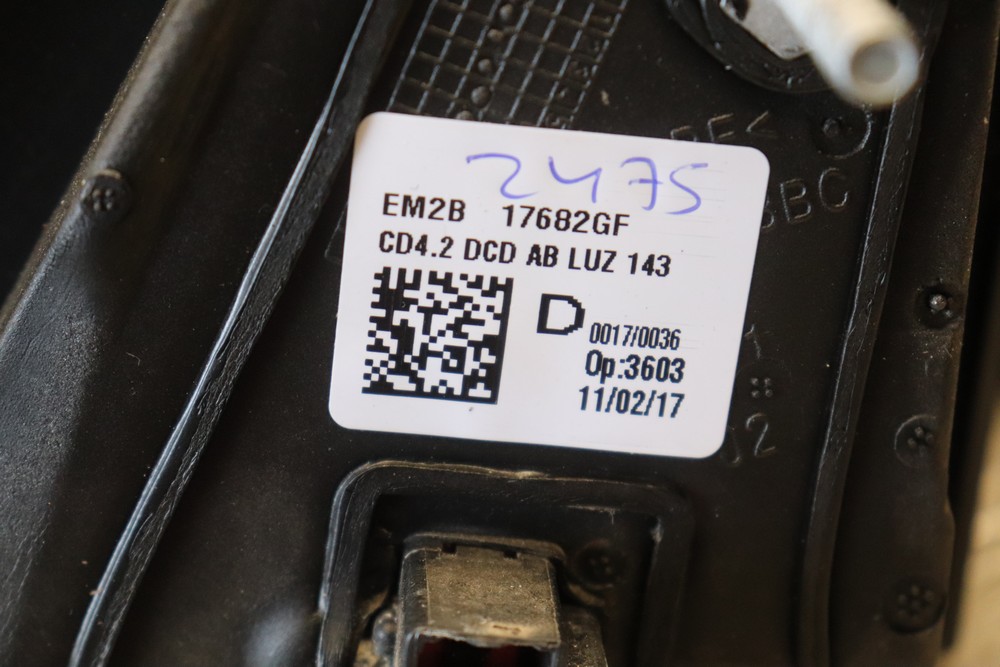 2475
EM2B 17682GF
CD4.2 DCD AB LUZ 143
D
0017/0036
Op:3603
11/02/17